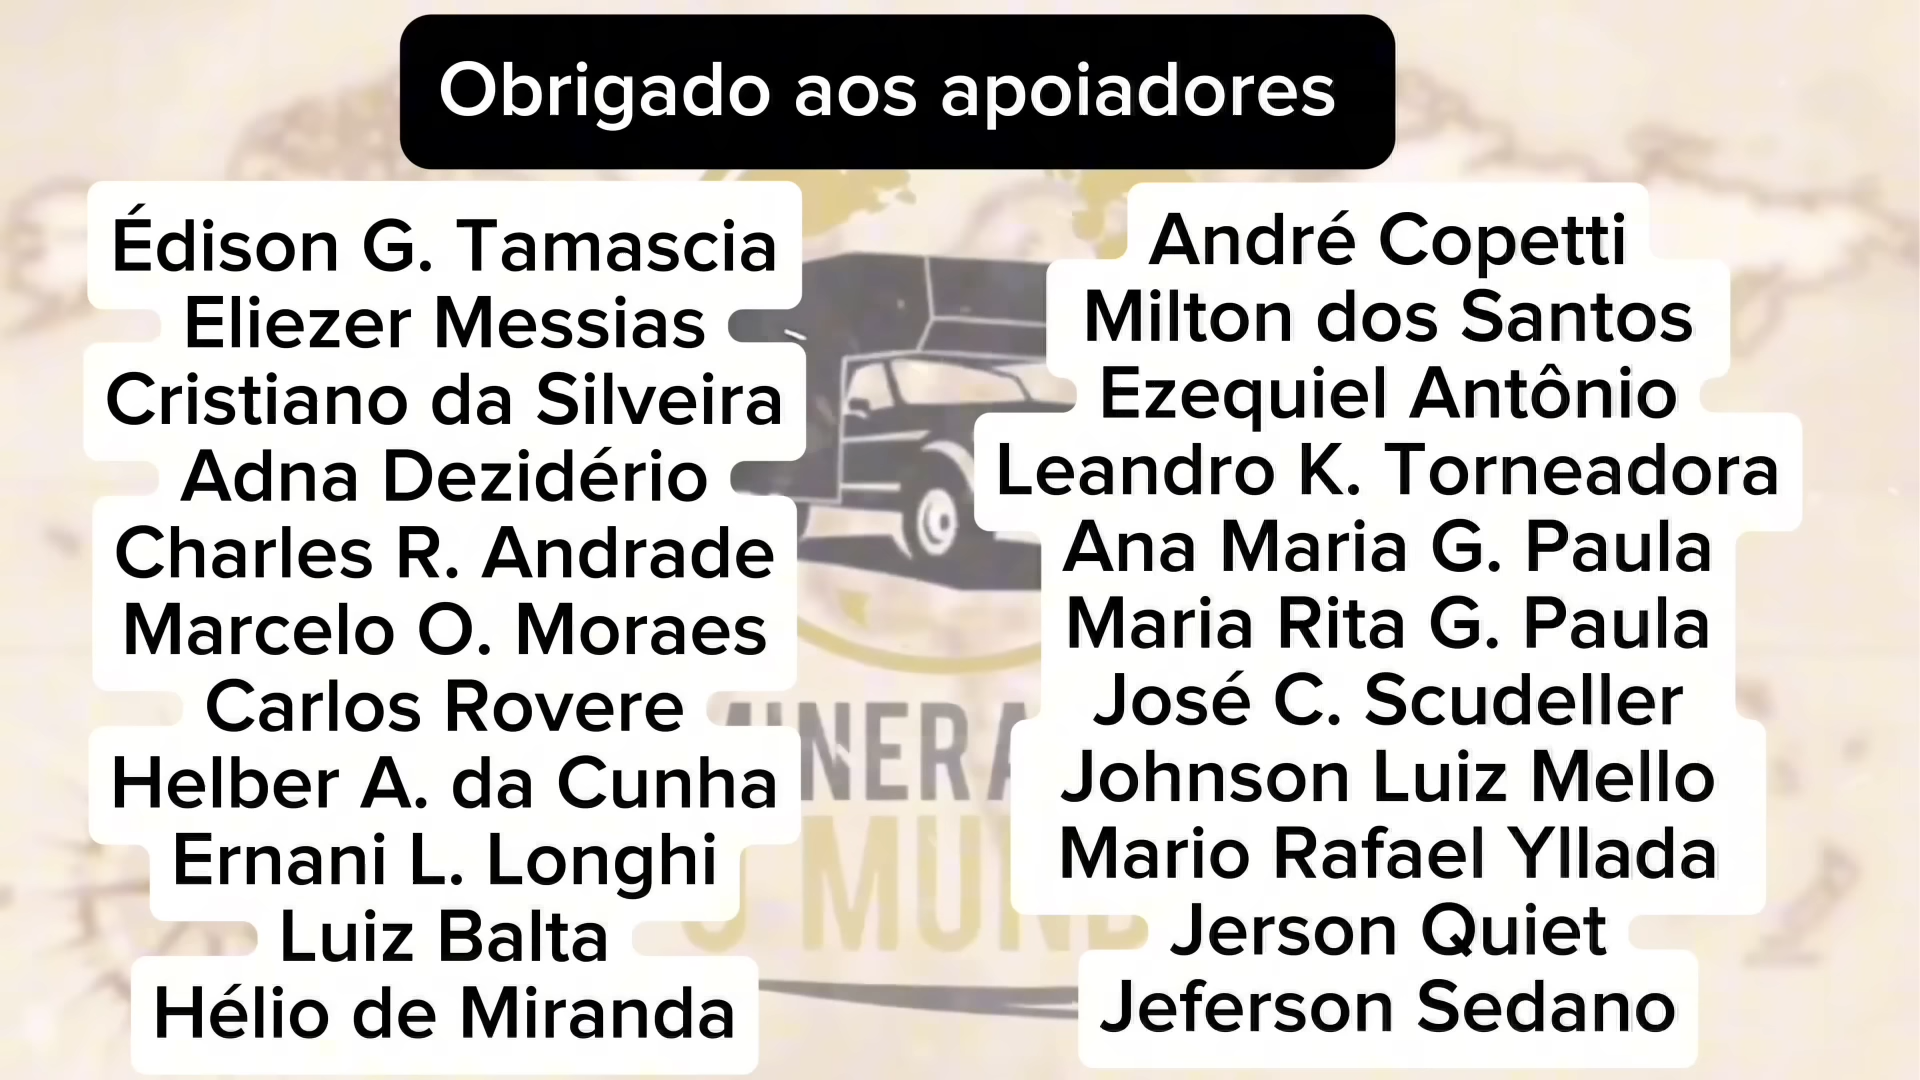 Obrigado aos apoiadores
Édison G. Tamascia
Eliezer Messias
Cristiano da Silveira
Adna Dezidério
Charles R. Andrade
Marcelo O. Moraes
Carlos Rovere
Helber A. da Cunha
Ernani L. Longhi
Luiz Balta
Hélio de Miranda
André Copetti
Milton dos Santos
Ezequiel Antônio
Leandro K. Torneadora
Ana Maria G. Paula
Maria Rita G. Paula
José C. Scudeller
Johnson Luiz Mello
Mario Rafael Yllada
Jerson Quiet
Jeferson Sedano